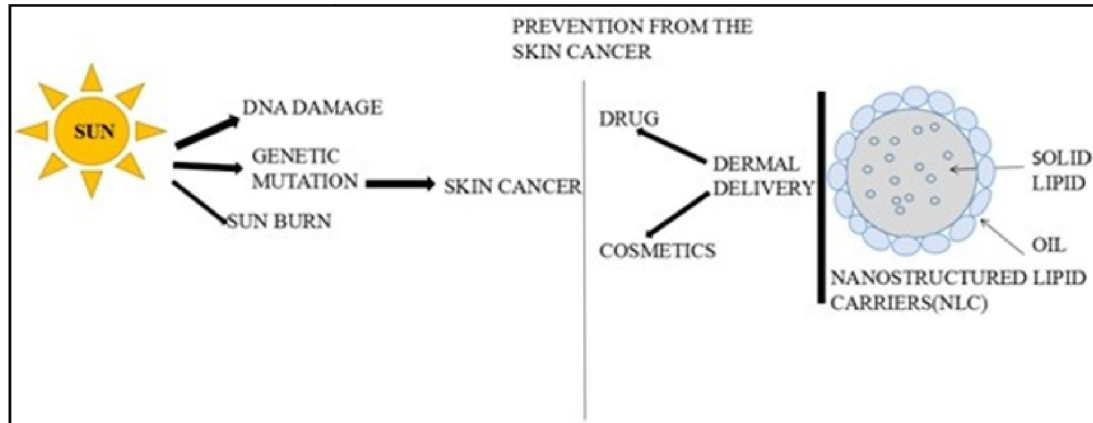 PREVENTION FROM THE
SKIN CANCER
SUN
DNA DAMAGE
GENETIC
MUTATION
SKIN CANCER
SUN BURN
DRUG
DERMAL
DELIVERY
COSMETICS
SOLID
LIPID
OIL
NANOSTRUCTURED LIPID
CARRIERS(NLC)